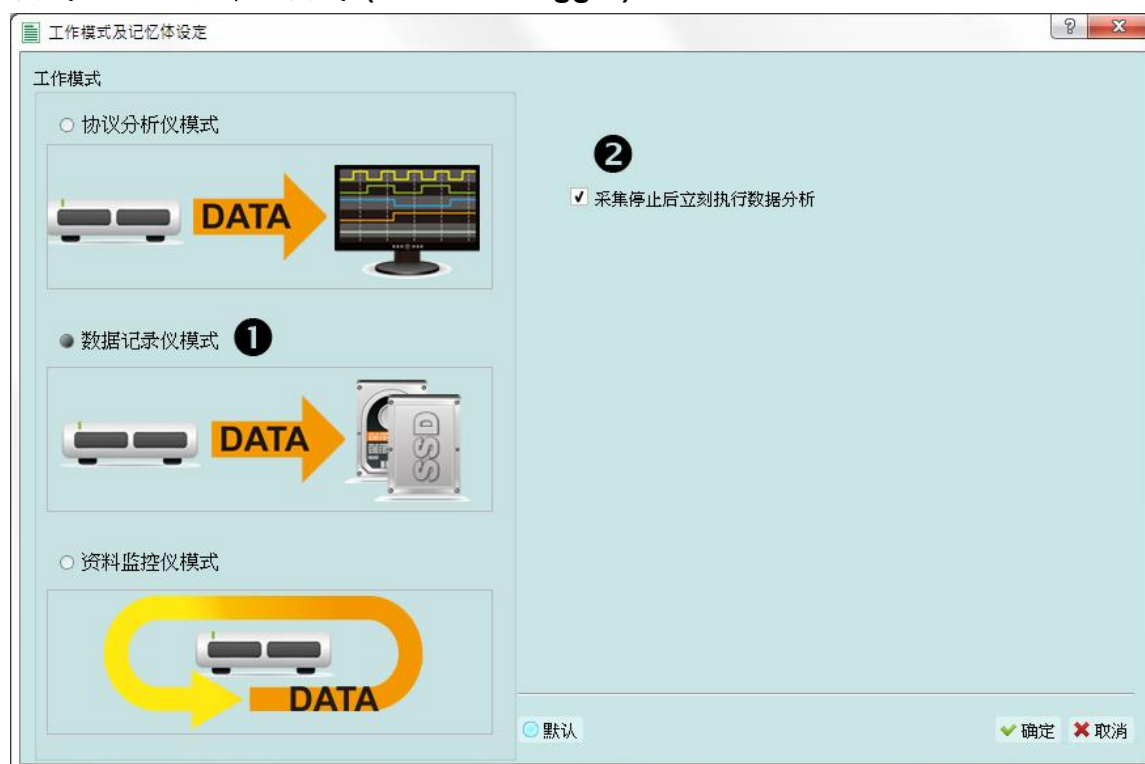 工作模式及记忆体设定
工作模式
协议分析仪模式
DATA
数据记录仪模式 ❶
DATA
SSD
资料监控仪模式
DATA
❷
采集停止后立刻执行数据分析
默认
确定 取消